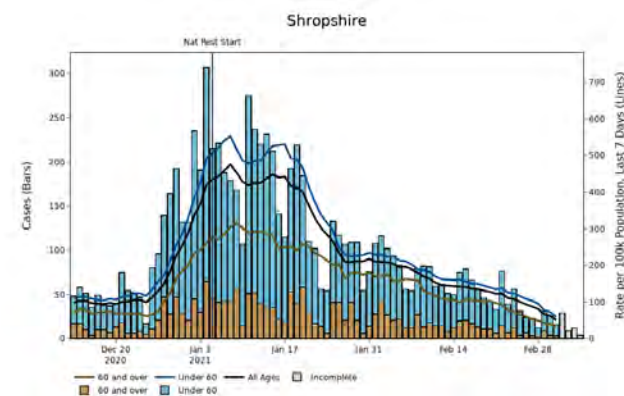 Shropshire
Nat Rest Start
300
250
200
150
100
50
0
Cases (Bars)
700
600
500
400
300
200
100
0
Rate per 100k Population, Last 7 Days (Lines)
Dec 20
2020
Jan 3
2021
Jan 17
Jan 31
Feb 14
Feb 28
60 and over
Under 60
All Ages
Incomplete
60 and over
Under 60